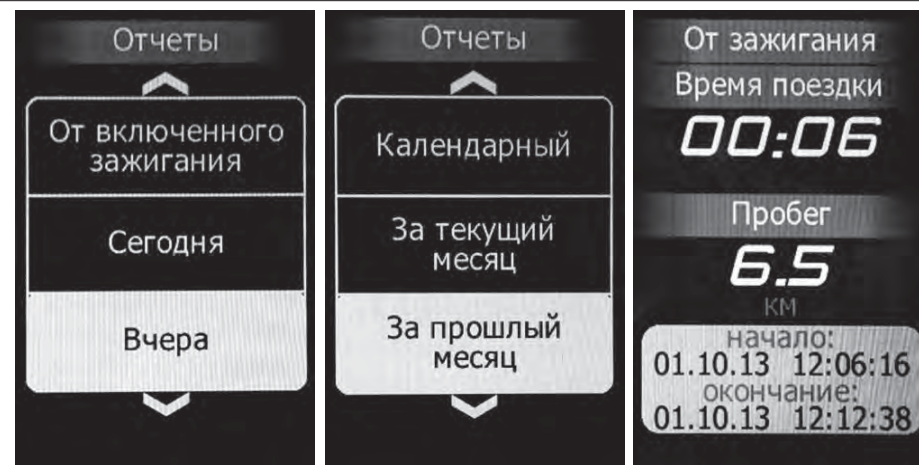 Отчеты
От включенного
зажигания
Сегодня
Вчера
Отчеты
Календарный
За текущий
месяц
За прошлый
месяц
От зажигания
Время поездки
00:06
Пробег
6.5
км
начало:
01.10.13 12:06:16
окончание:
01.10.13 12:12:38